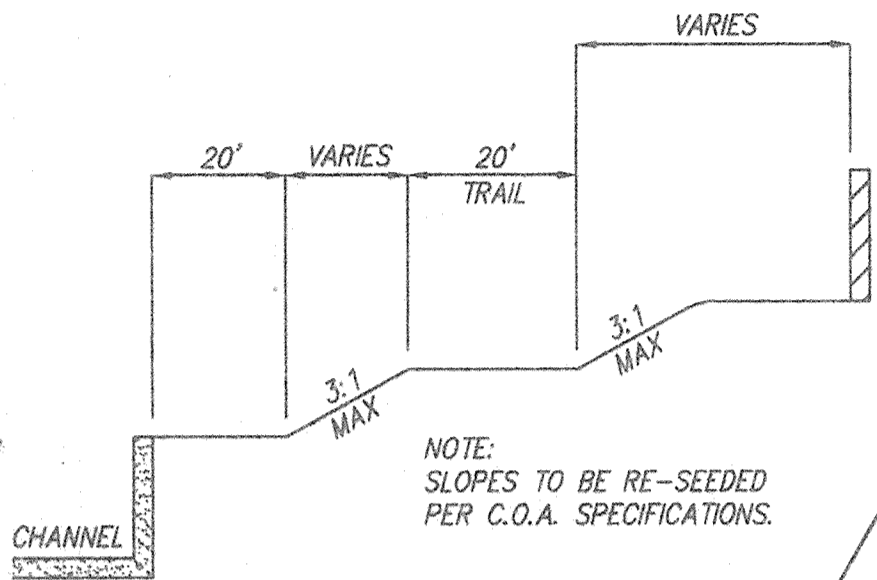 VARIES
20'
VARIES
20'
TRAIL
3:1
MAX
3:1
MAX
NOTE:
SLOPES TO BE RE-SEEDED
PER C.O.A. SPECIFICATIONS.
CHANNEL